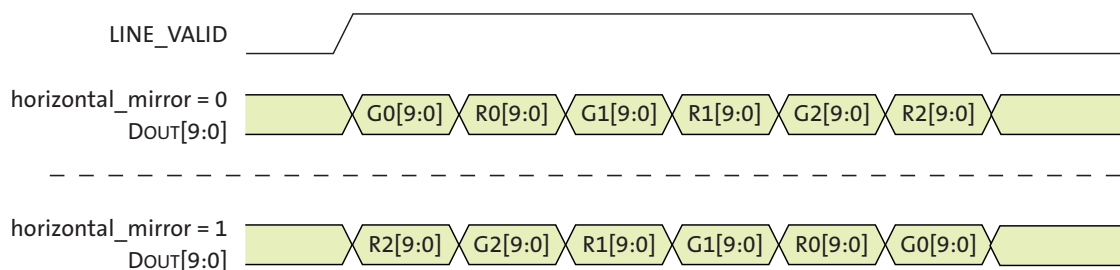 LINE_VALID
horizontal_mirror = 0
DOUT[9:0]
G0[9:0] R0[9:0] G1[9:0] R1[9:0] G2[9:0] R2[9:0]
horizontal_mirror = 1
DOUT[9:0]
R2[9:0] G2[9:0] R1[9:0] G1[9:0] R0[9:0] G0[9:0]